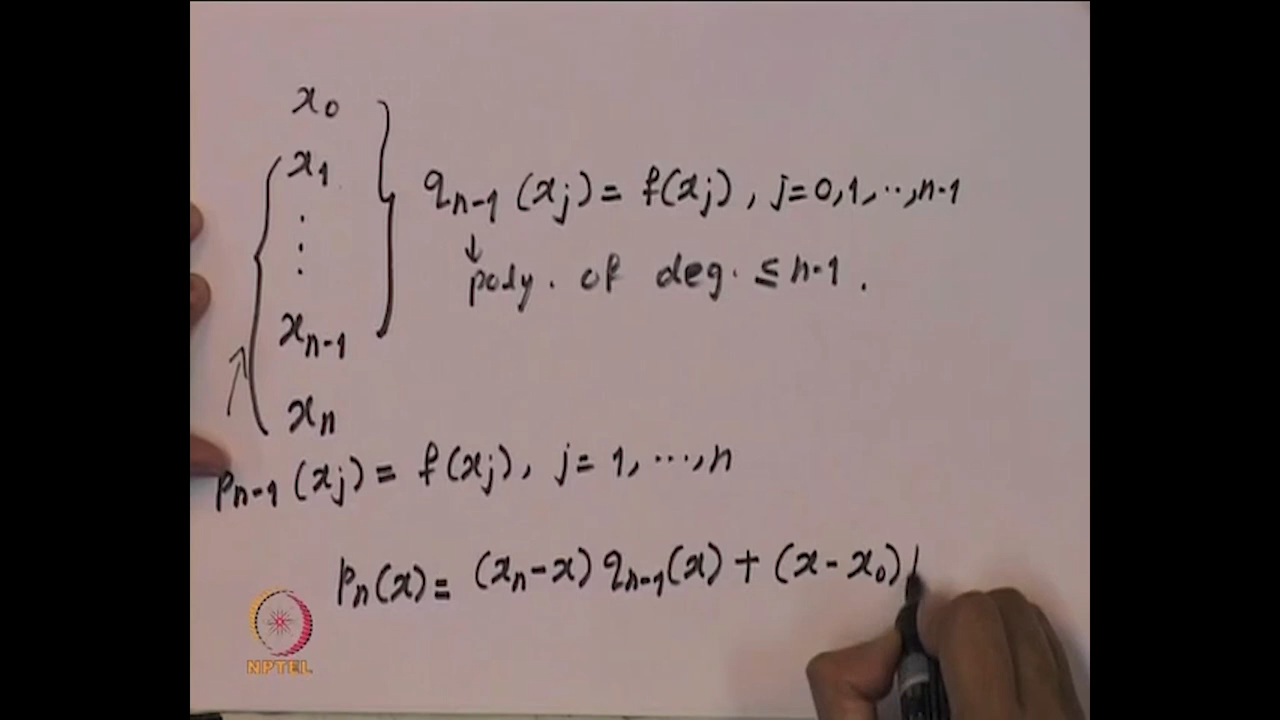 x₀
x₁
⋮
xₙ₋₁
xₙ
qₙ₋₁(xⱼ) = f(xⱼ), j=0,1,..,n-1
↓
poly. of deg. ≤ n-1.
pₙ₋₁(xⱼ) = f(xⱼ), j= 1, ...,n
pₙ(x) = (xₙ-x) qₙ₋₁(x) + (x - x₀)
NPTEL